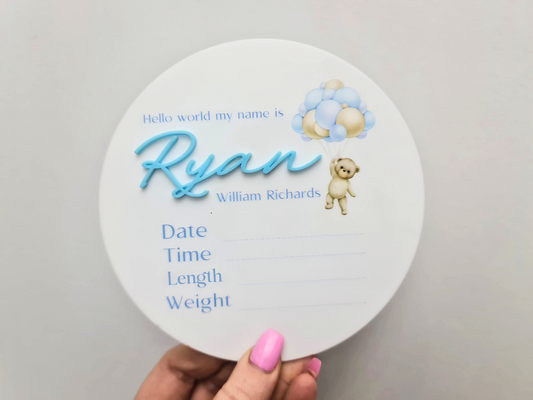 Hello world my name is
Ryan
William Richards
Date
Time
Length
Weight